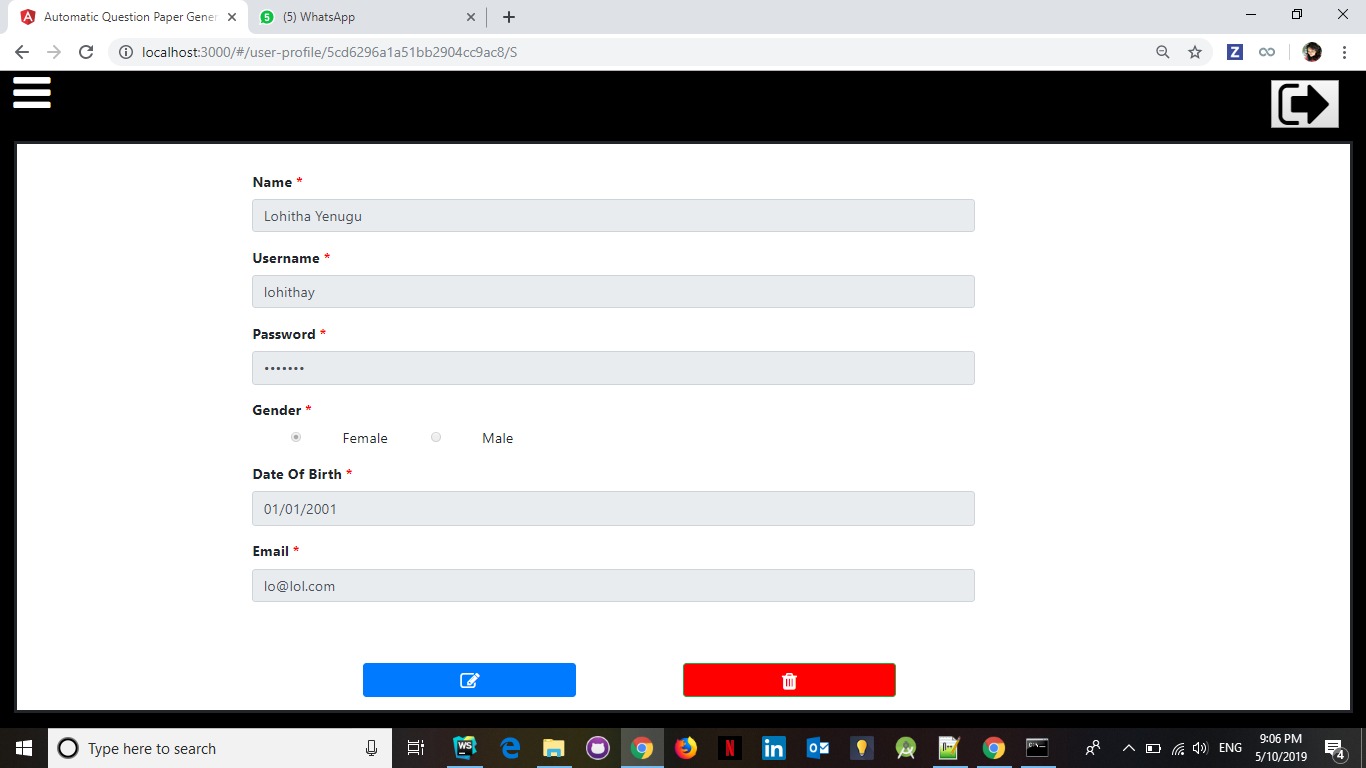 Automatic Question Paper Gener
(5) WhatsApp
localhost:3000/#/user-profile/5cd6296a1a51bb2904cc9ac8/S
Name *
Lohitha Yenugu
Username *
lohithay
Password *
•••••••
Gender *
Female Male
Date Of Birth *
01/01/2001
Email *
lo@lol.com
Type here to search
WS
N
in
ENG
9:06 PM
5/10/2019
4